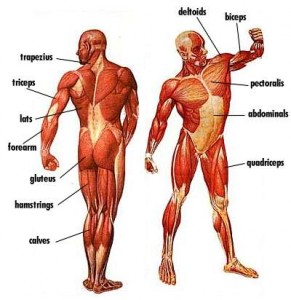 trapezius
triceps
lats
forearm
gluteus
hamstrings
calves
deltoids
biceps
pectoralis
abdominals
quadriceps